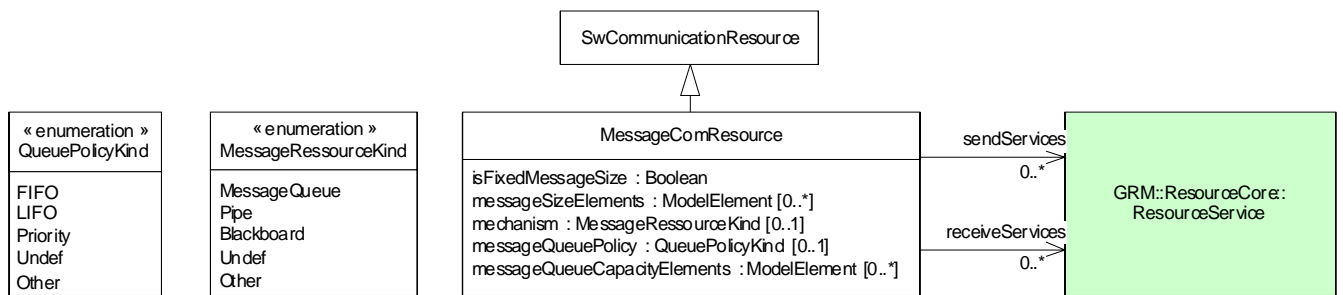 SwCommunicationResource
« enumeration »
QueuePolicyKind
FIFO
LIFO
Priority
Undef
Other
« enumeration »
MessageRessourceKind
MessageQueue
Pipe
Blackboard
Undef
Other
MessageComResource
isFixedMessageSize : Boolean
messageSizeElements : ModelElement [0..*]
mechanism : MessageRessourceKind [0..1]
messageQueuePolicy : QueuePolicyKind [0..1]
messageQueueCapacityElements : ModelElement [0..*]
sendServices
0..*
receiveServices
0..*
GRM::ResourceCore::
ResourceService